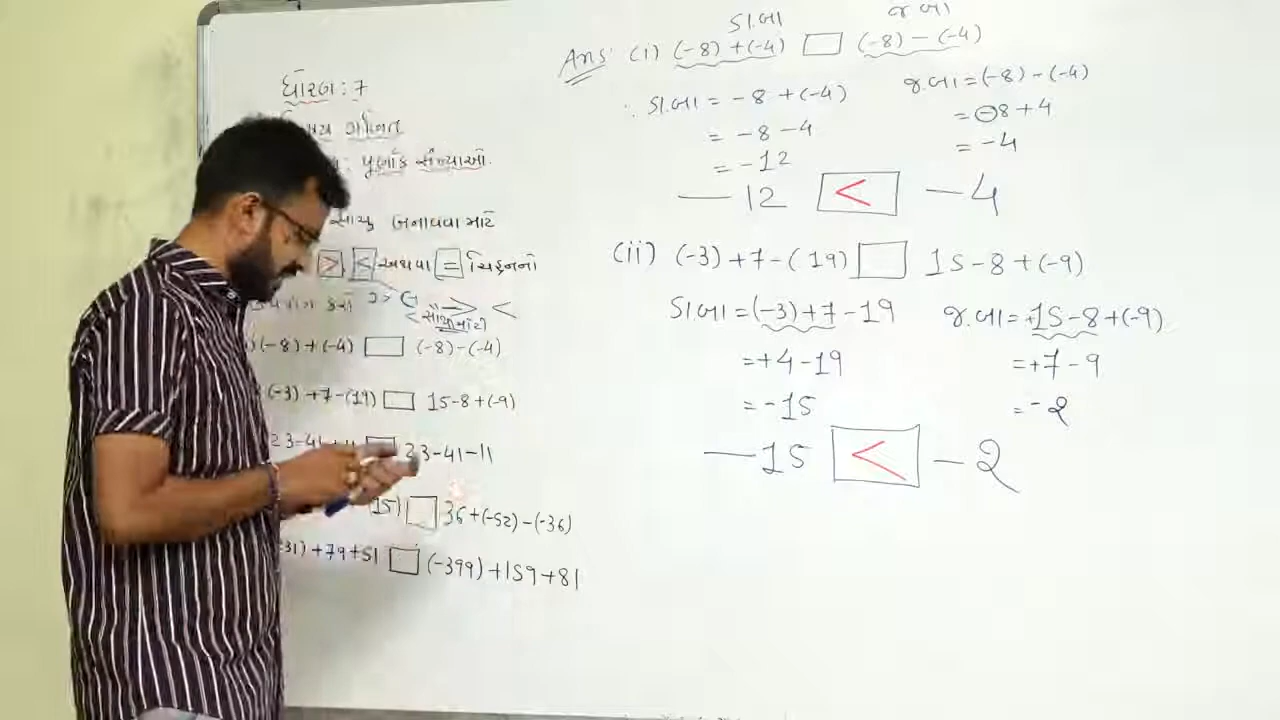 ધોરણ : 7
ગણિત
: પૂર્ણાંક સંખ્યાઓ.
સાચુ બનાવવા માટે
> < અથવા = ચિહ્નનો
કરો > <
(-8)+(-4) □ (-8)-(-4)
(-3)+7-(19) □ 15-8+(-9)
23-41+11 □ 23-41-11
15) □ 36+(-52)-(-36)
31)+79+51 □ (-399)+159+81
ડા.બા જ.બા
Ans: (i) (-8)+(-4) □ (-8)-(-4)
∴ ડા.બા = -8+(-4) જ.બા = (-8)-(-4)
= -8-4 = -8+4
= -12 = -4
-12 < -4
(ii) (-3)+7-(19) □ 15-8+(-9)
ડા.બા = (-3)+7-19 જ.બા = +15-8+(-9)
= +4-19 = +7-9
= -15 = -2
-15 < -2